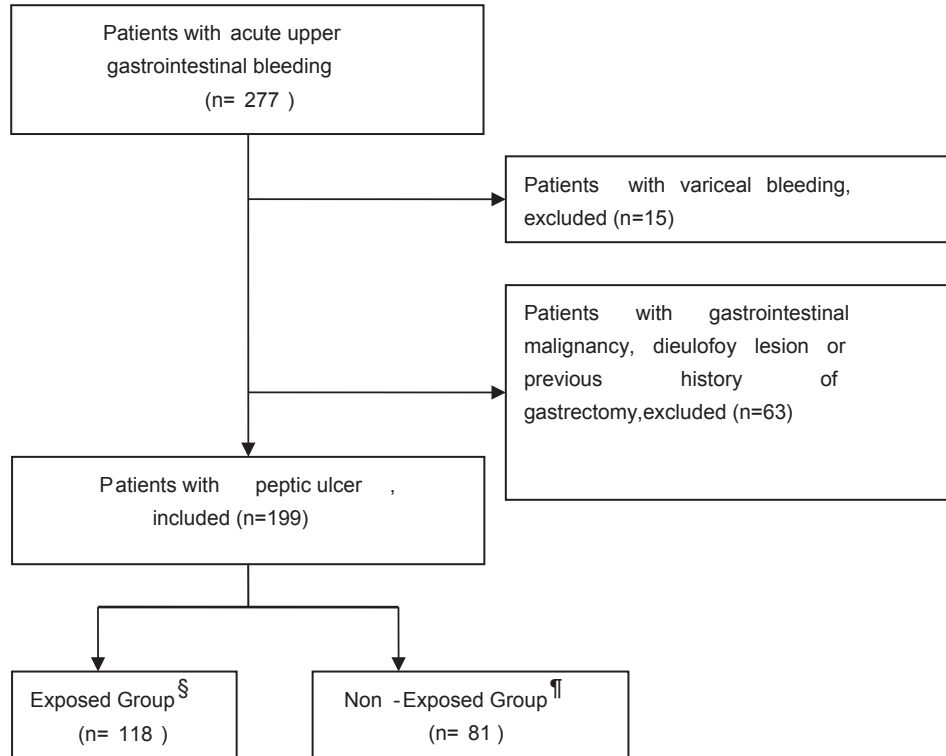 Patients with acute upper
gastrointestinal bleeding
(n= 277 )
Patients with variceal bleeding,
excluded (n=15)
Patients with gastrointestinal
malignancy, dieulofoy lesion or
previous history of
gastrectomy,excluded (n=63)
Patients with peptic ulcer ,
included (n=199)
Exposed Group§
(n= 118 )
Non -Exposed Group¶
(n= 81 )